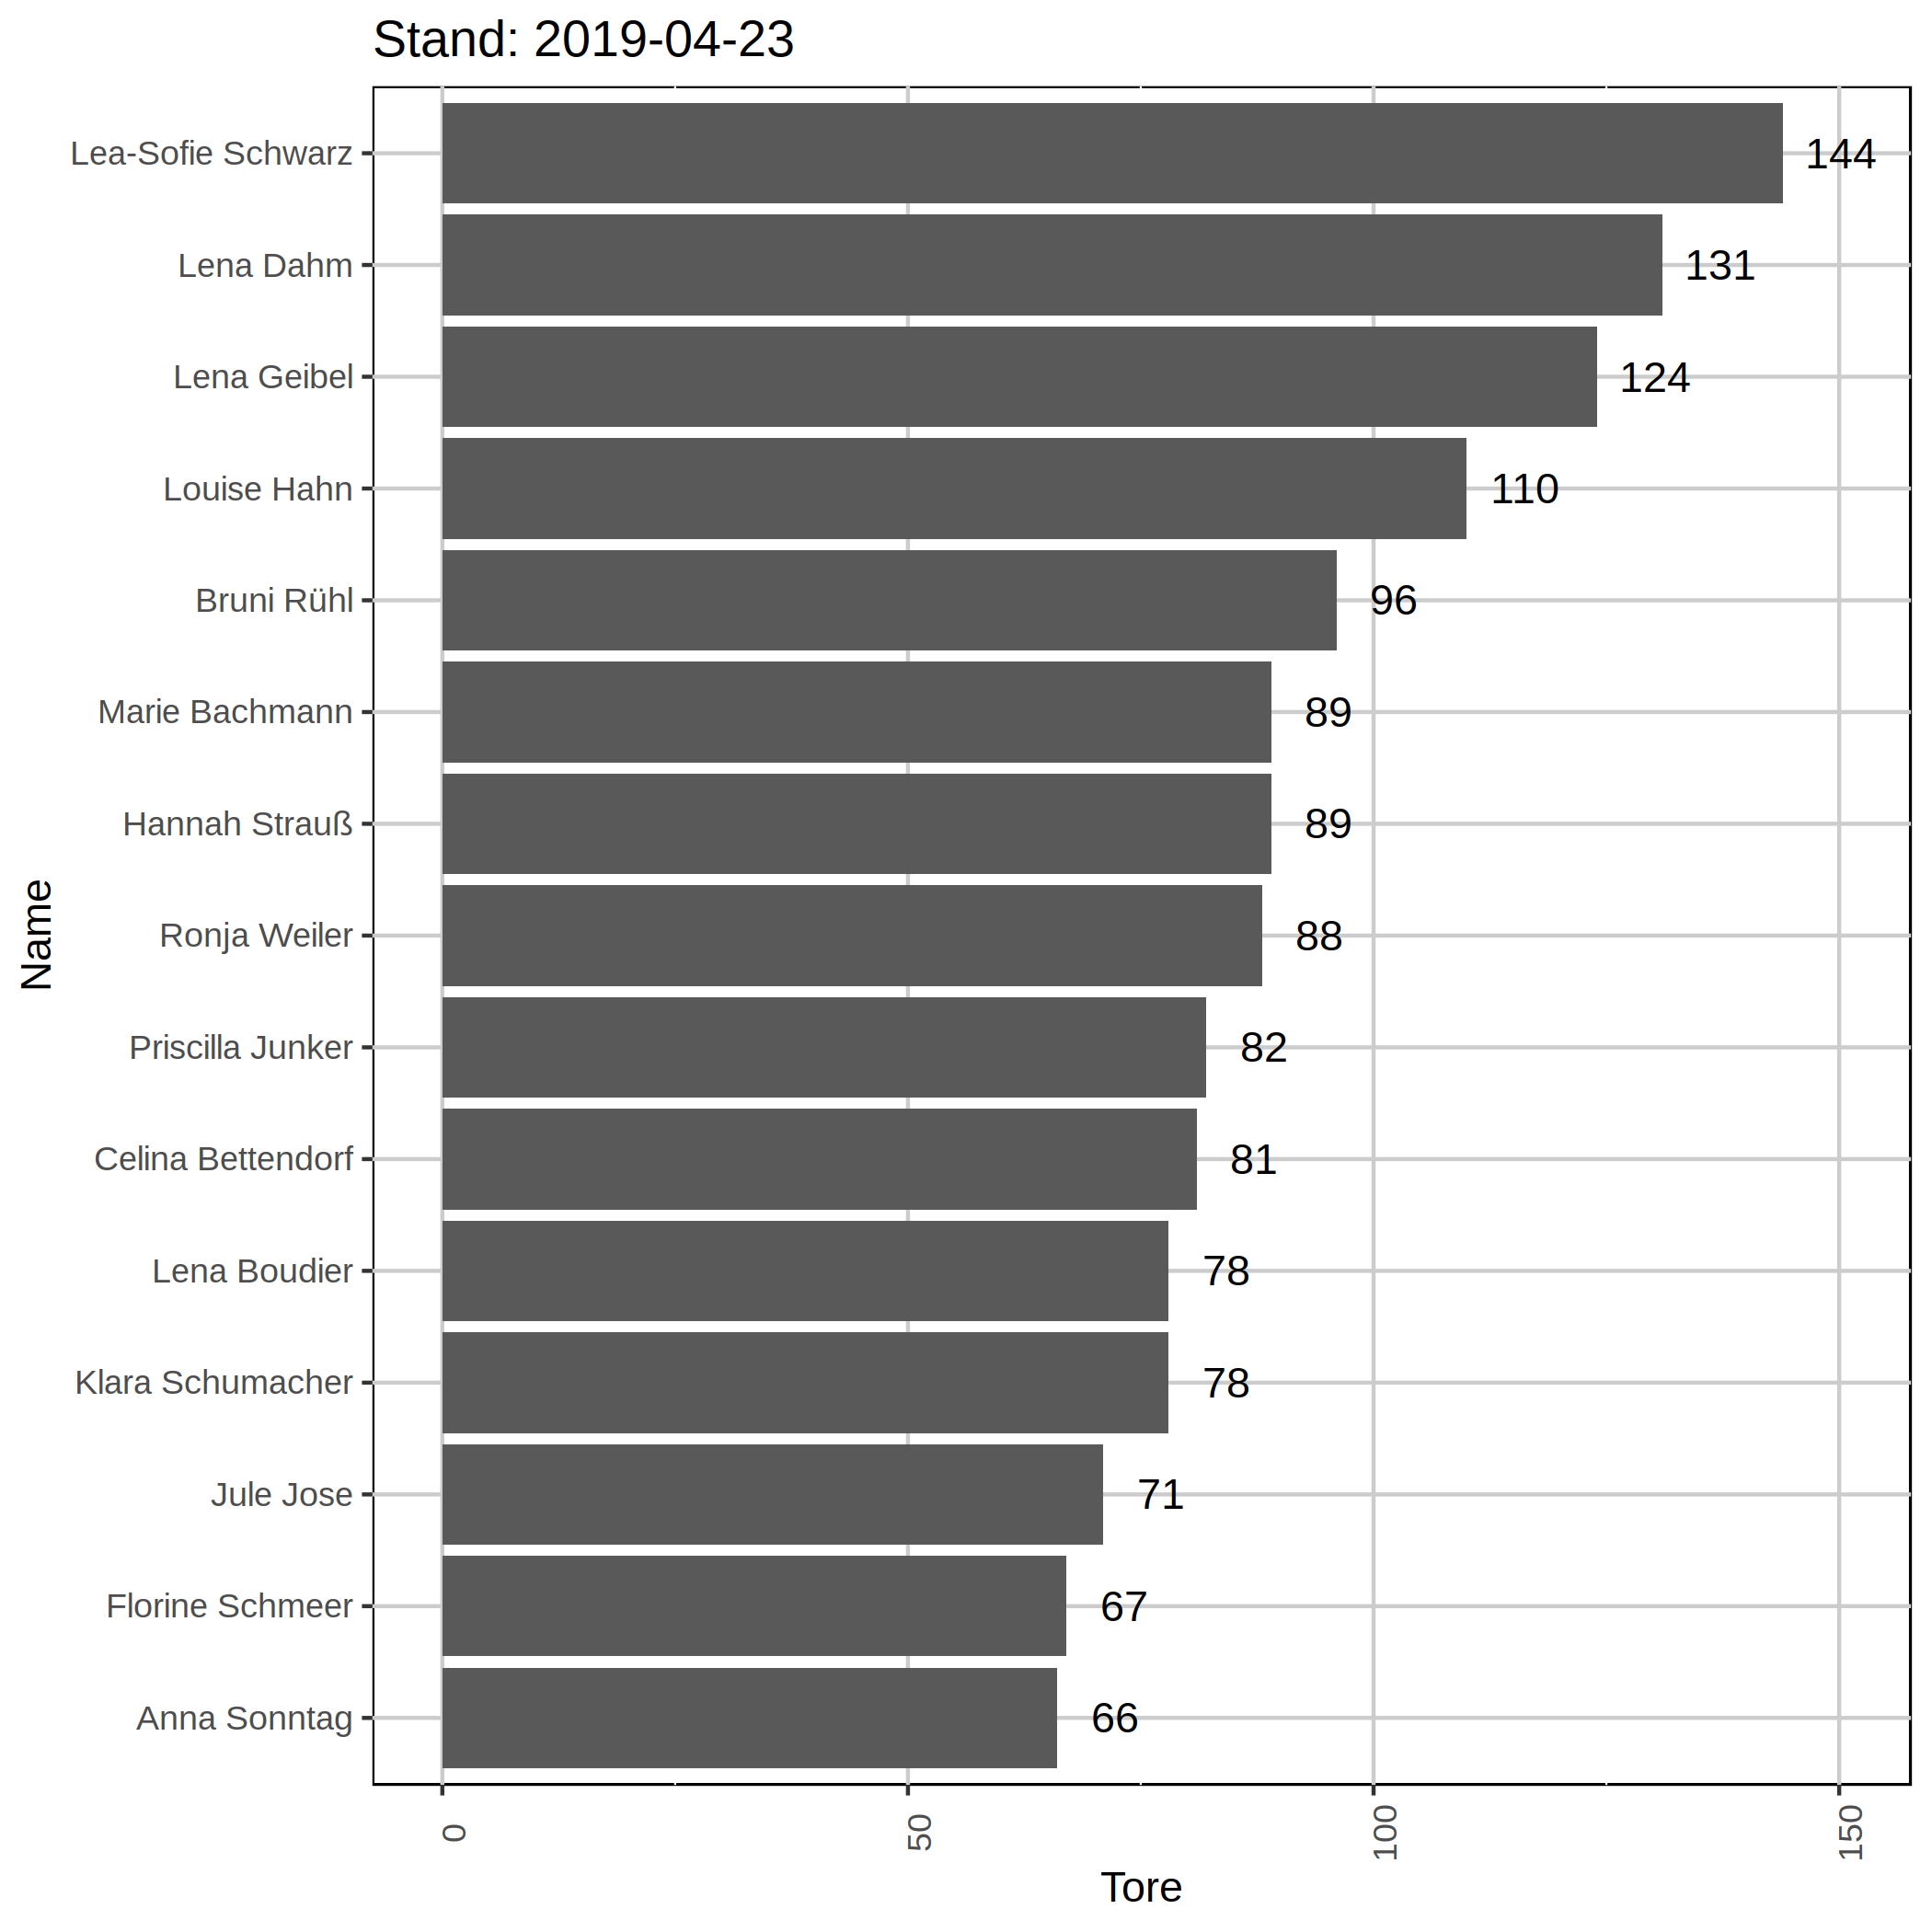 Stand: 2019-04-23
Lea-Sofie Schwarz 144
Lena Dahm 131
Lena Geibel 124
Louise Hahn 110
Bruni Rühl 96
Marie Bachmann 89
Hannah Strauß 89
Ronja Weiler 88
Priscilla Junker 82
Celina Bettendorf 81
Lena Boudier 78
Klara Schumacher 78
Jule Jose 71
Florine Schmeer 67
Anna Sonntag 66
Name
0 50 100 150
Tore